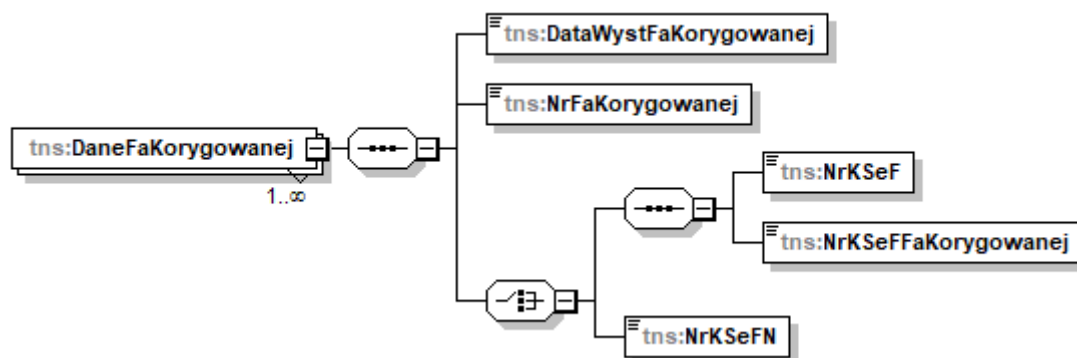 tns:DataWystFaKorygowanej
tns:NrFaKorygowanej
tns:DaneFaKorygowanej
1..∞
tns:NrKSeF
tns:NrKSeFFaKorygowanej
tns:NrKSeFN